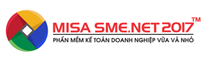 MISA SME.NET 2017™
PHẦN MỀM KẾ TOÁN DOANH NGHIỆP VỪA VÀ NHỎ